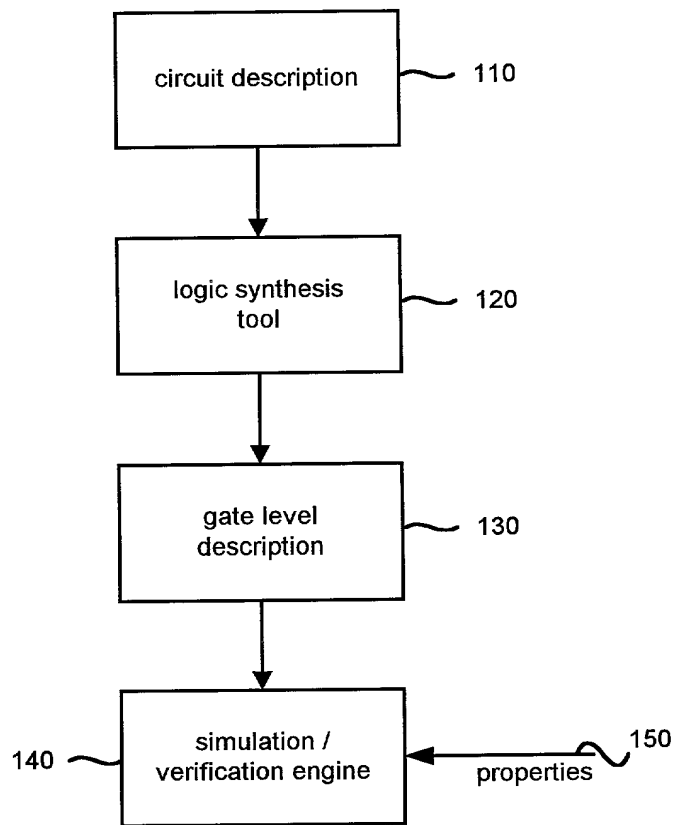 circuit description
110
logic synthesis
tool
120
gate level
description
130
simulation /
verification engine
140
150
properties